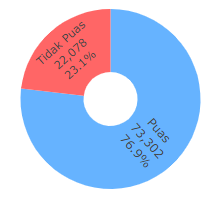 Tidak Puas
22,078
23.1%
Puas
73,302
76.9%